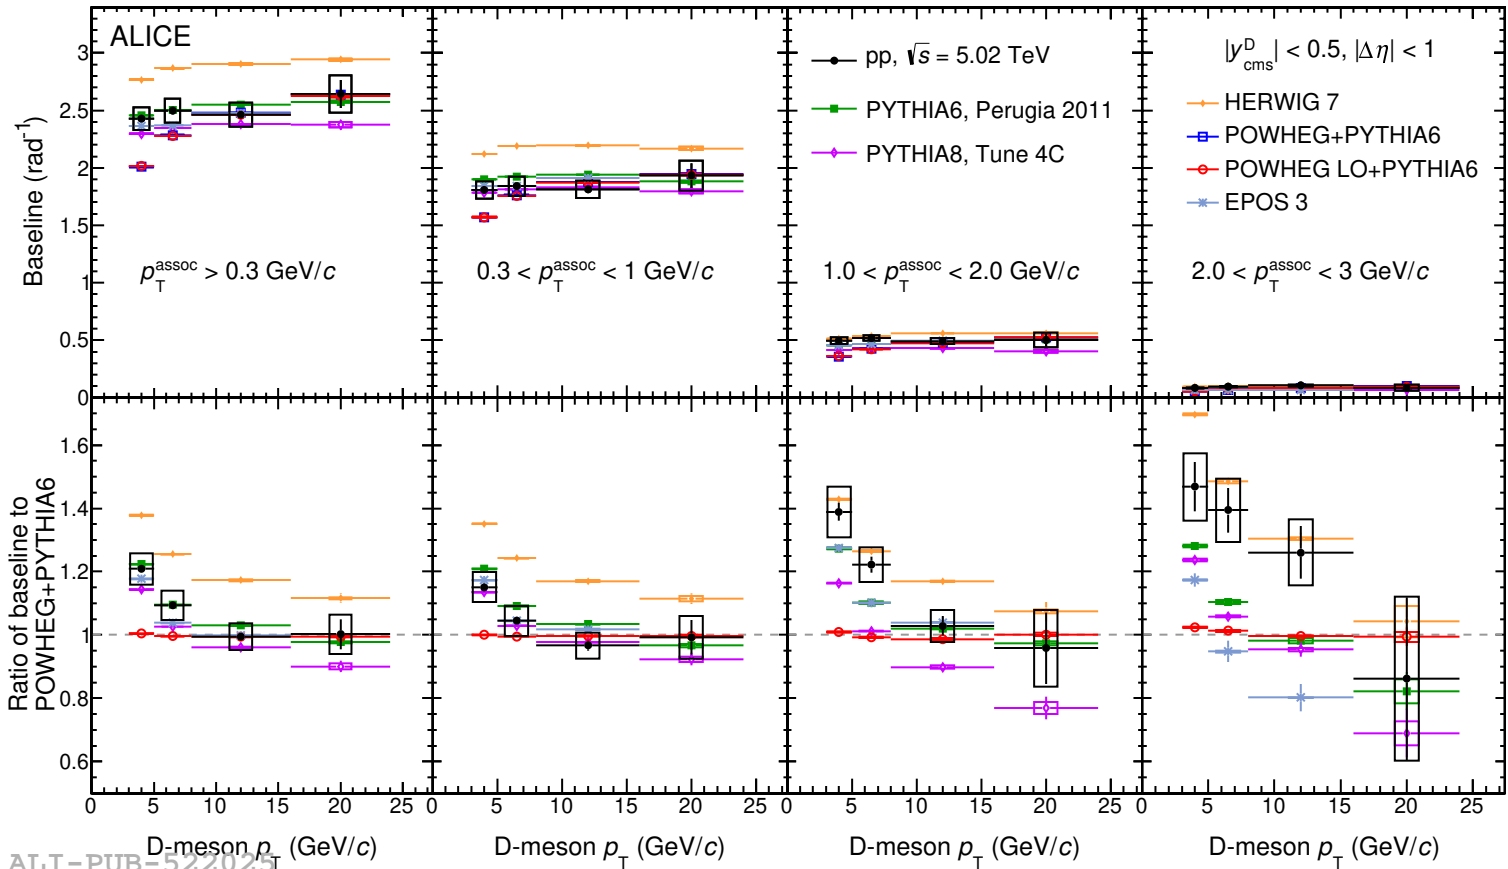 ALICE
pp, √s = 5.02 TeV
PYTHIA6, Perugia 2011
PYTHIA8, Tune 4C
|y^D_cms| < 0.5, |Δη| < 1
HERWIG 7
POWHEG+PYTHIA6
POWHEG LO+PYTHIA6
EPOS 3
Baseline (rad⁻¹)
3
2.5
2
1.5
1
0.5
0
p_T^assoc > 0.3 GeV/c
0.3 < p_T^assoc < 1 GeV/c
1.0 < p_T^assoc < 2.0 GeV/c
2.0 < p_T^assoc < 3 GeV/c
Ratio of baseline to
POWHEG+PYTHIA6
1.6
1.4
1.2
1
0.8
0.6
0 5 10 15 20 25
0 5 10 15 20 25
0 5 10 15 20 25
0 5 10 15 20 25
D-meson p_T (GeV/c)
D-meson p_T (GeV/c)
D-meson p_T (GeV/c)
D-meson p_T (GeV/c)
ALI-PUB-522025